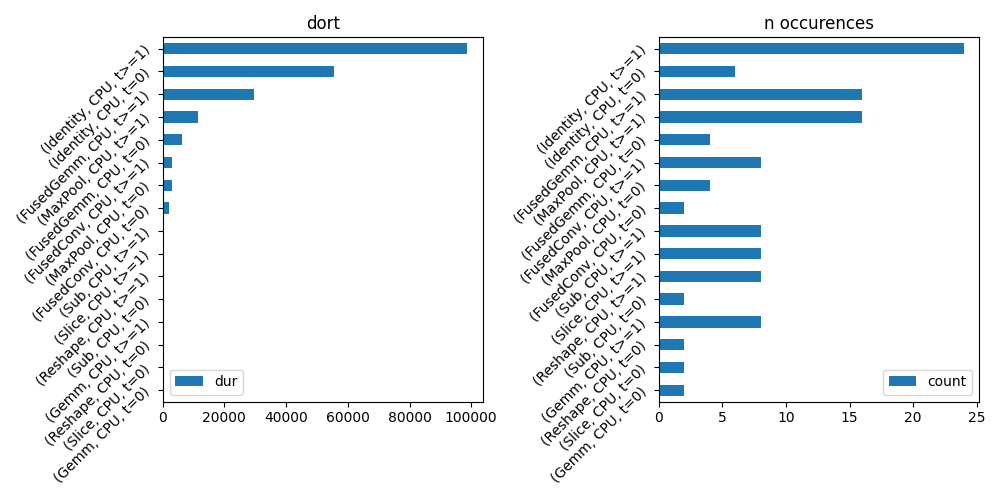 dort
(Identity, CPU, t>=1)
(Identity, CPU, t=0)
(FusedGemm, CPU, t>=1)
(MaxPool, CPU, t>=1)
(FusedGemm, CPU, t=0)
(FusedConv, CPU, t>=1)
(MaxPool, CPU, t=0)
(FusedConv, CPU, t=0)
(Sub, CPU, t>=1)
(Slice, CPU, t>=1)
(Reshape, CPU, t>=1)
(Sub, CPU, t=0)
(Gemm, CPU, t>=1)
(Reshape, CPU, t=0)
(Slice, CPU, t=0)
(Gemm, CPU, t=0)
dur
0 20000 40000 60000 80000 100000
n occurences
(Identity, CPU, t>=1)
(Identity, CPU, t=0)
(FusedGemm, CPU, t>=1)
(MaxPool, CPU, t>=1)
(FusedGemm, CPU, t=0)
(FusedConv, CPU, t>=1)
(MaxPool, CPU, t=0)
(FusedConv, CPU, t=0)
(Sub, CPU, t>=1)
(Slice, CPU, t>=1)
(Reshape, CPU, t>=1)
(Sub, CPU, t=0)
(Gemm, CPU, t>=1)
(Reshape, CPU, t=0)
(Slice, CPU, t=0)
(Gemm, CPU, t=0)
count
0 5 10 15 20 25